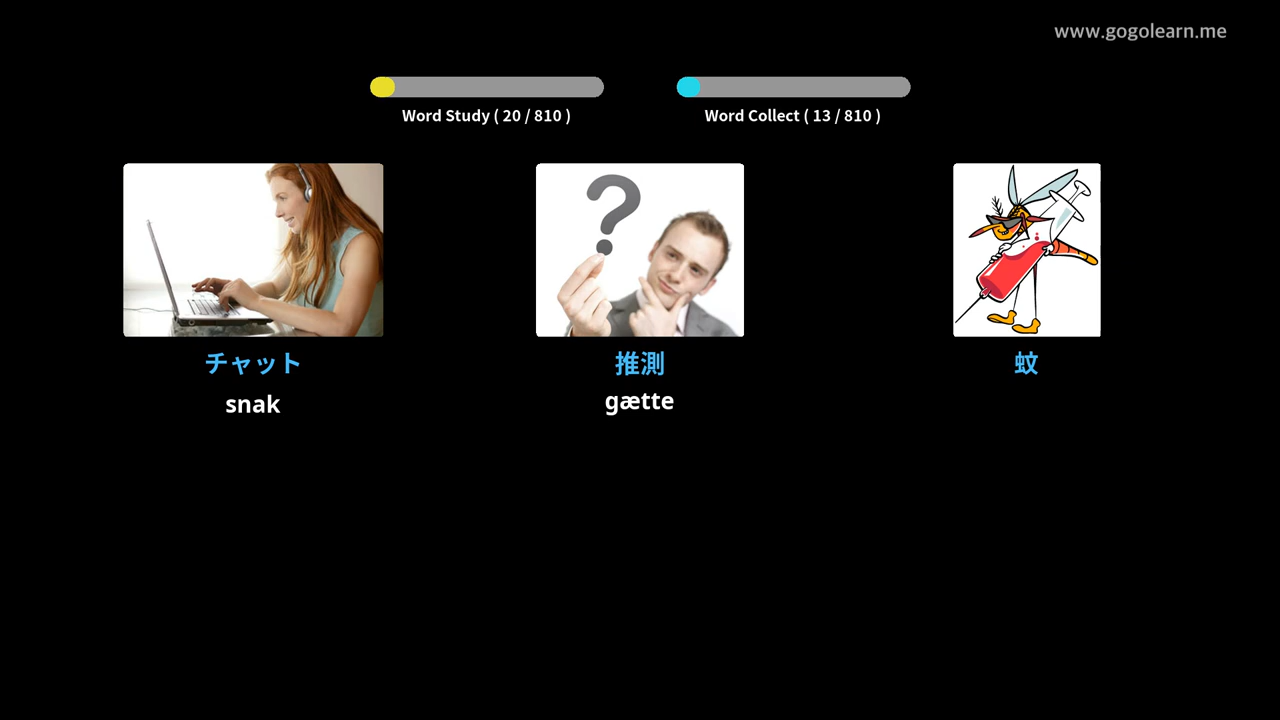 www.gogolearn.me
Word Study ( 20 / 810 )
Word Collect ( 13 / 810 )
チャット
推測
蚊
snak
gætte